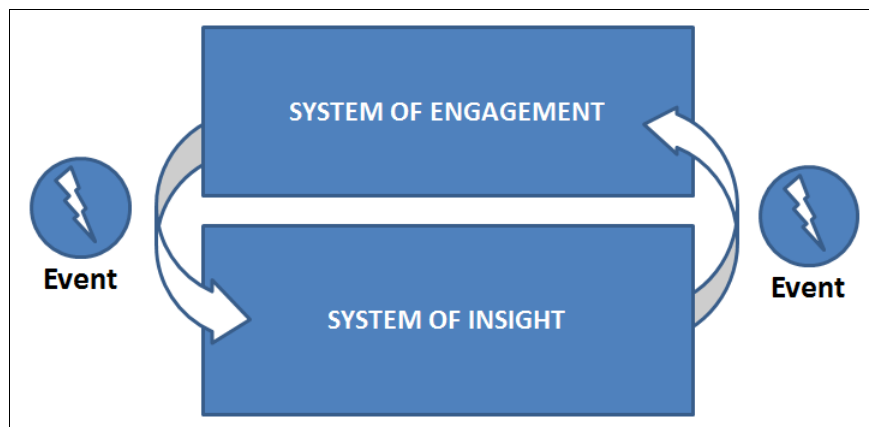 SYSTEM OF ENGAGEMENT
Event
Event
SYSTEM OF INSIGHT